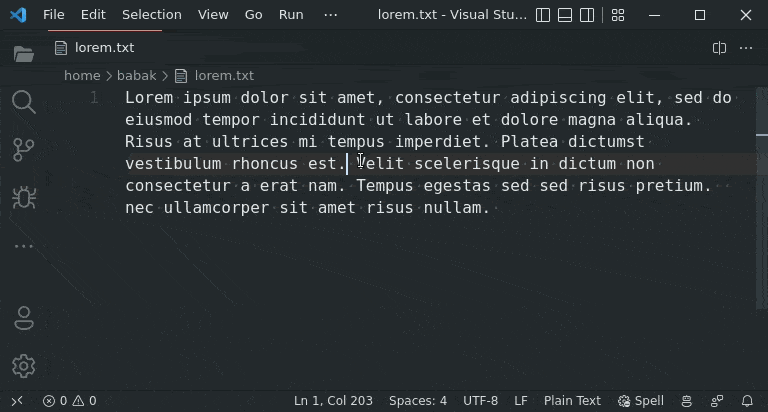 File Edit Selection View Go Run ··· lorem.txt - Visual Stu...
lorem.txt
home > babak > lorem.txt
1 Lorem ipsum dolor sit amet, consectetur adipiscing elit, sed do
eiusmod tempor incididunt ut labore et dolore magna aliqua.
Risus at ultrices mi tempus imperdiet. Platea dictumst
vestibulum rhoncus est. Velit scelerisque in dictum non
consectetur a erat nam. Tempus egestas sed sed risus pretium.
nec ullamcorper sit amet risus nullam.
0 0 Ln 1, Col 203 Spaces: 4 UTF-8 LF Plain Text Spell